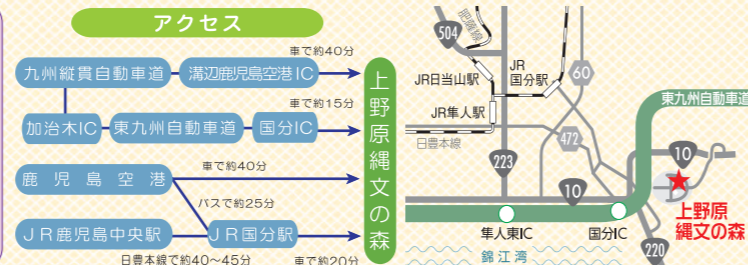 アクセス
車で約40分
九州縦貫自動車道
溝辺鹿児島空港IC
車で約15分
加治木IC
東九州自動車道
国分IC
車で約40分
鹿児島空港
バスで約25分
JR鹿児島中央駅
JR国分駅
日豊本線で約40〜45分
車で約20分
上野原縄文の森
肥薩線
504
JR日当山駅
JR
国分駅
60
JR隼人駅
東九州自動車道
日豊本線
472
223
10
10
上野原
縄文の森
隼人東IC
国分IC
220
錦江湾